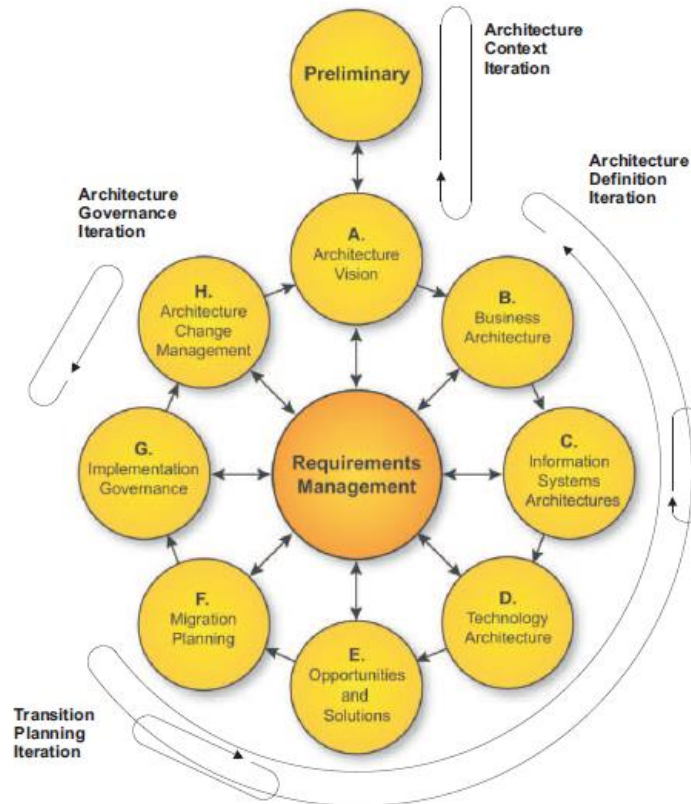 Architecture
Context
Iteration
Preliminary
Architecture
Definition
Iteration
Architecture
Governance
Iteration
A.
Architecture
Vision
H.
Architecture
Change
Management
B.
Business
Architecture
G.
Implementation
Governance
Requirements
Management
C.
Information
Systems
Architectures
F.
Migration
Planning
D.
Technology
Architecture
E.
Opportunities
and
Solutions
Transition
Planning
Iteration